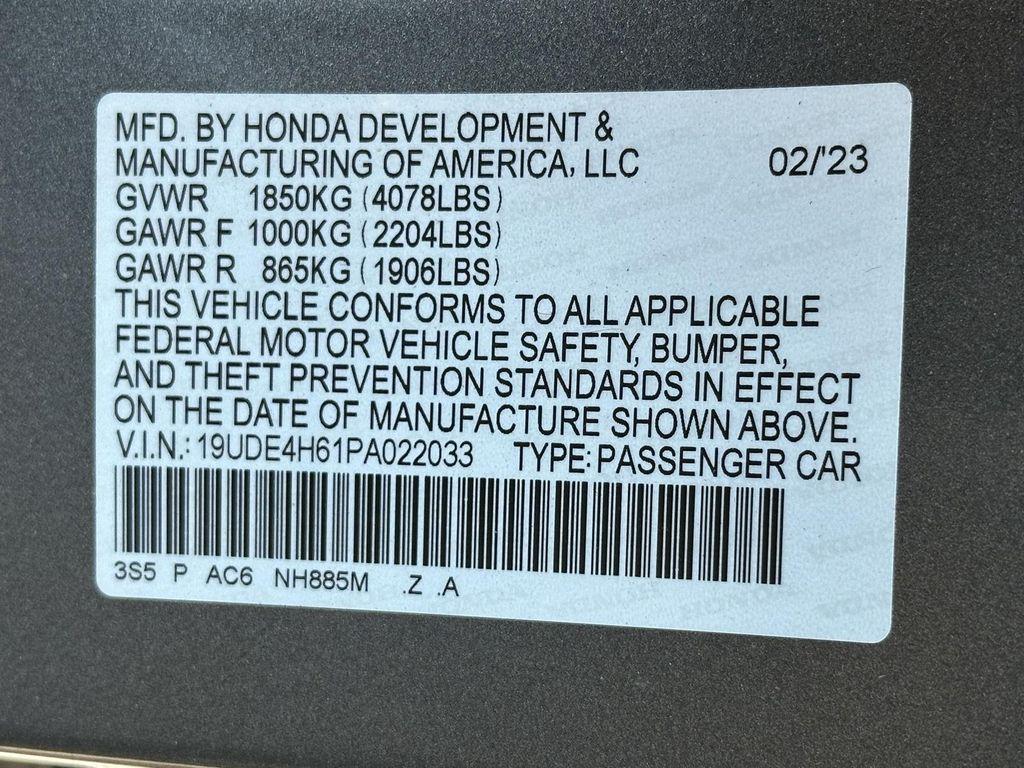 MFD. BY HONDA DEVELOPMENT &
MANUFACTURING OF AMERICA, LLC 02/'23
GVWR 1850KG (4078LBS)
GAWR F 1000KG (2204LBS)
GAWR R 865KG (1906LBS)
THIS VEHICLE CONFORMS TO ALL APPLICABLE
FEDERAL MOTOR VEHICLE SAFETY, BUMPER,
AND THEFT PREVENTION STANDARDS IN EFFECT
ON THE DATE OF MANUFACTURE SHOWN ABOVE.
V.I.N.: 19UDE4H61PA022033 TYPE: PASSENGER CAR
3S5 P AC6 NH885M .Z .A